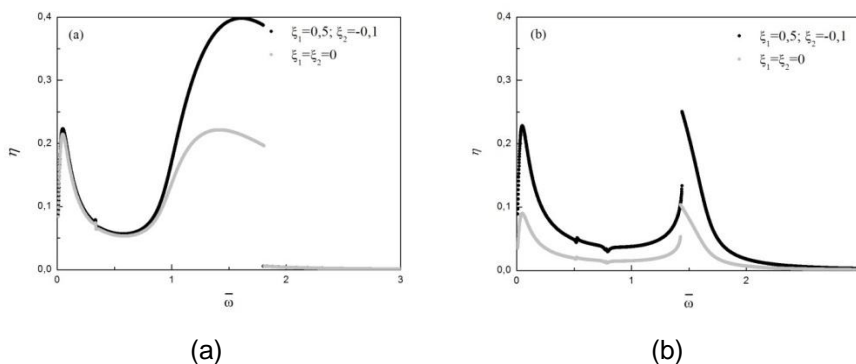 (a)
ξ₁=0,5; ξ₂=-0,1
ξ₁=ξ₂=0
0,4
0,3
0,2
0,1
0,0
η
0
1
2
3
ω̅
(a)
(b)
ξ₁=0,5; ξ₂=-0,1
ξ₁=ξ₂=0
0,4
0,3
0,2
0,1
0,0
η
0
1
2
ω̅
(b)